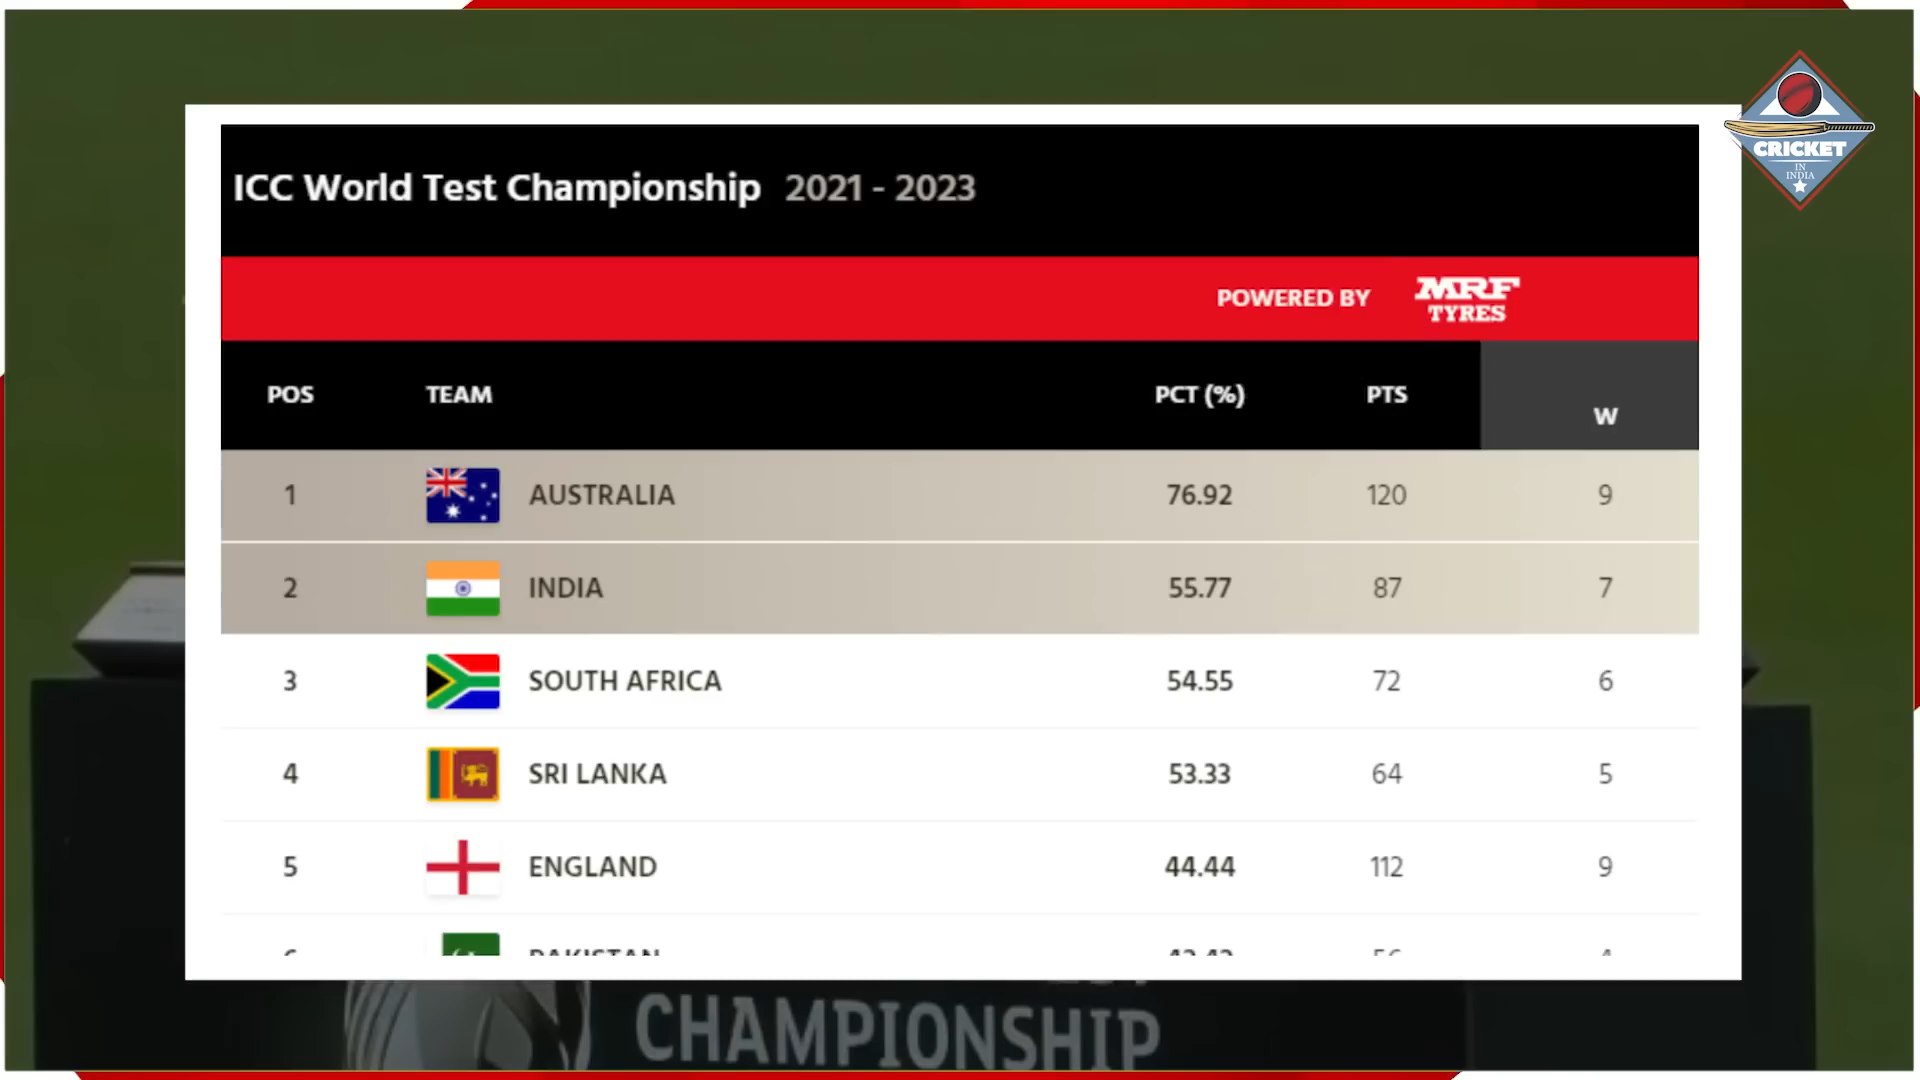 CRICKET
IN
INDIA
ICC World Test Championship 2021 - 2023
POWERED BY MRF TYRES
POS TEAM PCT (%) PTS W
1 AUSTRALIA 76.92 120 9
2 INDIA 55.77 87 7
3 SOUTH AFRICA 54.55 72 6
4 SRI LANKA 53.33 64 5
5 ENGLAND 44.44 112 9
PAKISTAN
CHAMPIONSHIP